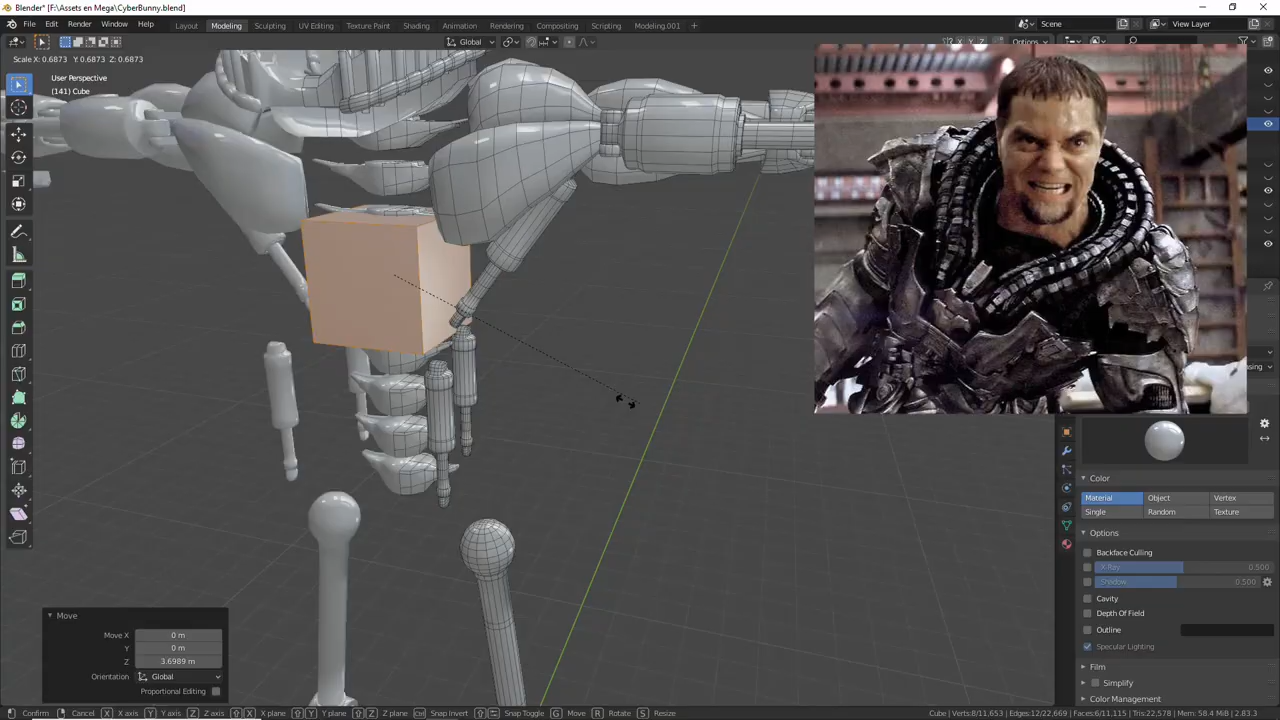 Blender* [F:\Assets en Mega\CyberBunny.blend]
File Edit Render Window Help Layout Modeling Sculpting UV Editing Texture Paint Shading Animation Rendering Compositing Scripting Modeling.001 + Scene View Layer
Global Options
Scale X: 0.6873 Y: 0.6873 Z: 0.6873
User Perspective
(141) Cube
Color
Material Object Vertex
Single Random Texture
Options
Backface Culling
X-Ray 0.500
Shadow 0.500
Cavity
Depth Of Field
Outline
Specular Lighting
Film
Simplify
Color Management
Move
Move X 0 m
Y 0 m
Z 3.6989 m
Orientation Global
Proportional Editing
Confirm Cancel X X axis Y Y axis Z Z axis X X plane Y Y plane Z Z plane Ctrl Snap Invert Snap Toggle G Move R Rotate S Resize Cube | Verts:8/11,653 | Edges:12/22,669 | Faces:6/11,115 | Tris:22,578 | Mem: 58.4 MiB | 2.83.3